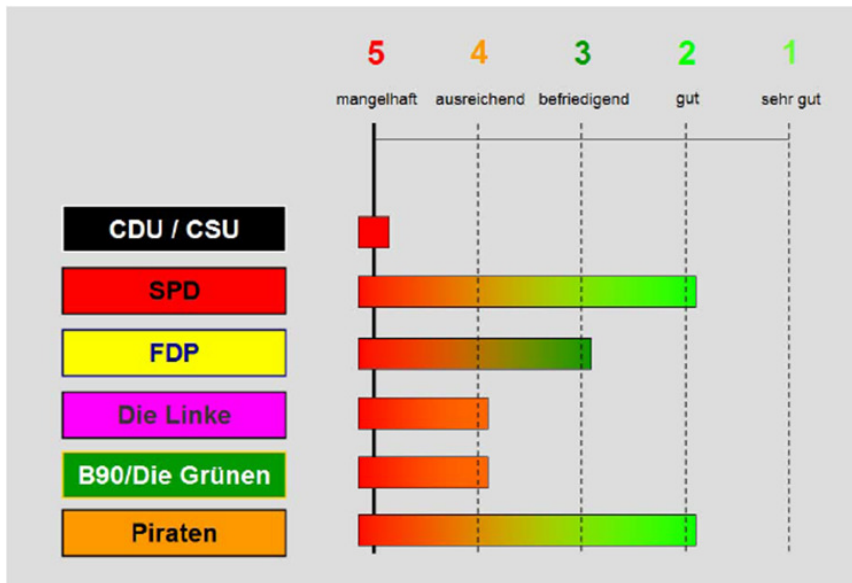 5 4 3 2 1
mangelhaft ausreichend befriedigend gut sehr gut
CDU / CSU
SPD
FDP
Die Linke
B90/Die Grünen
Piraten